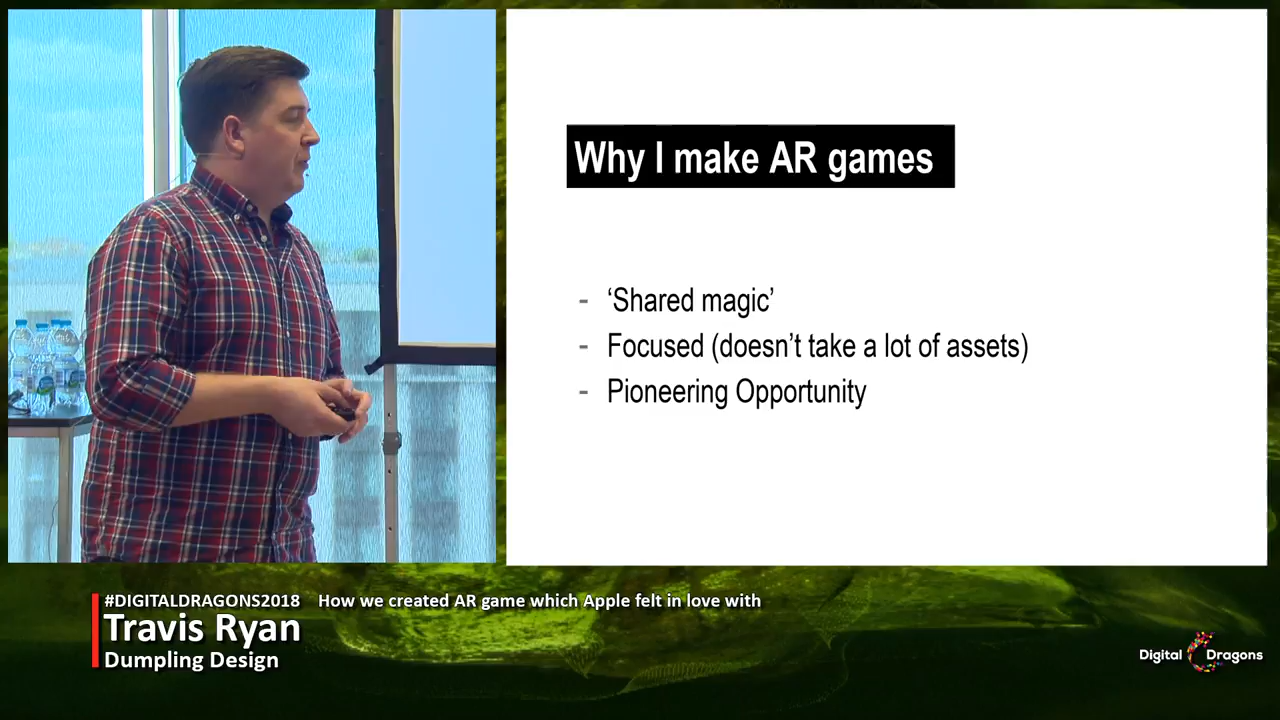 Why I make AR games
- ‘Shared magic’
- Focused (doesn’t take a lot of assets)
- Pioneering Opportunity
#DIGITALDRAGONS2018 How we created AR game which Apple felt in love with
Travis Ryan
Dumpling Design
Digital Dragons